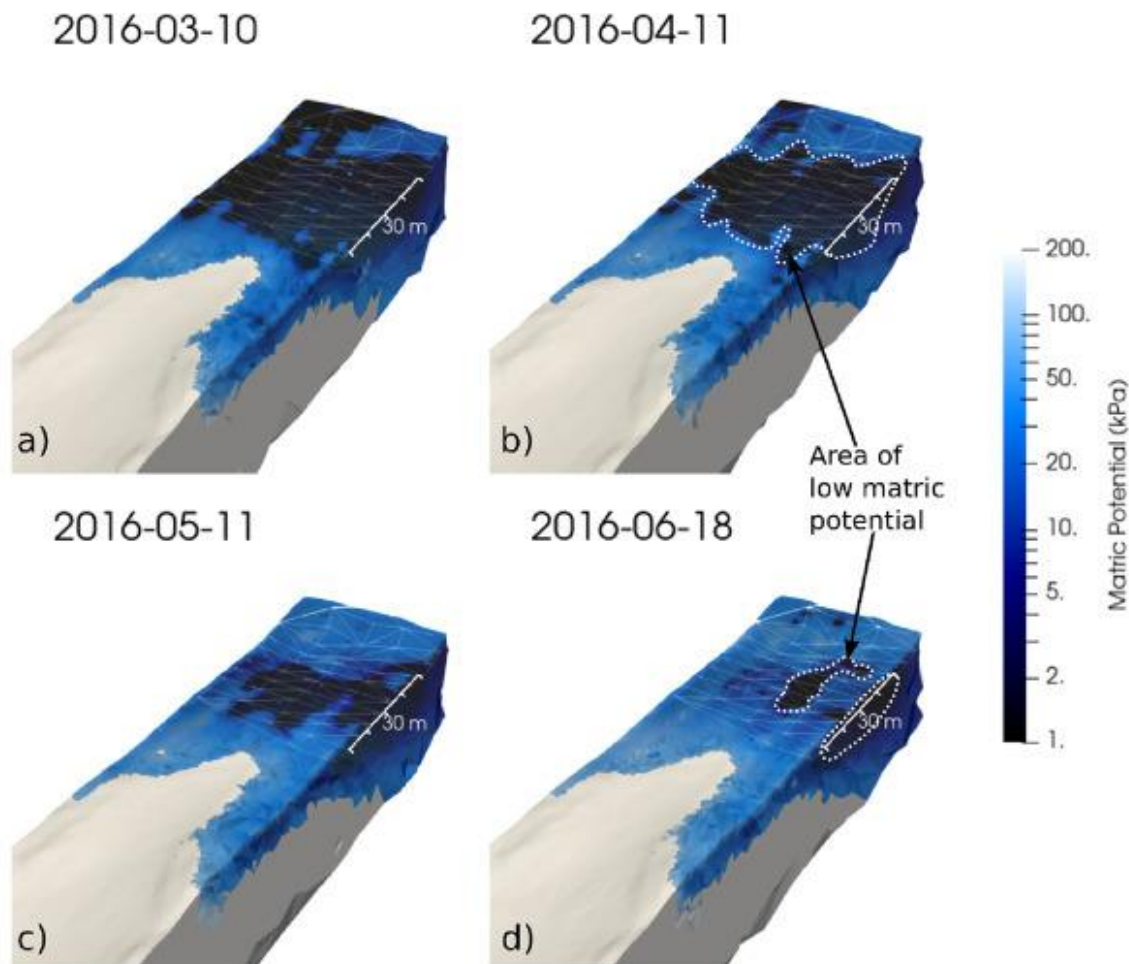 2016-03-10
2016-04-11
30 m
30 m
a)
b)
200.
100.
50.
20.
10.
5.
2.
1.
Matric Potential (kPa)
Area of
low matric
potential
2016-05-11
2016-06-18
30 m
30 m
c)
d)